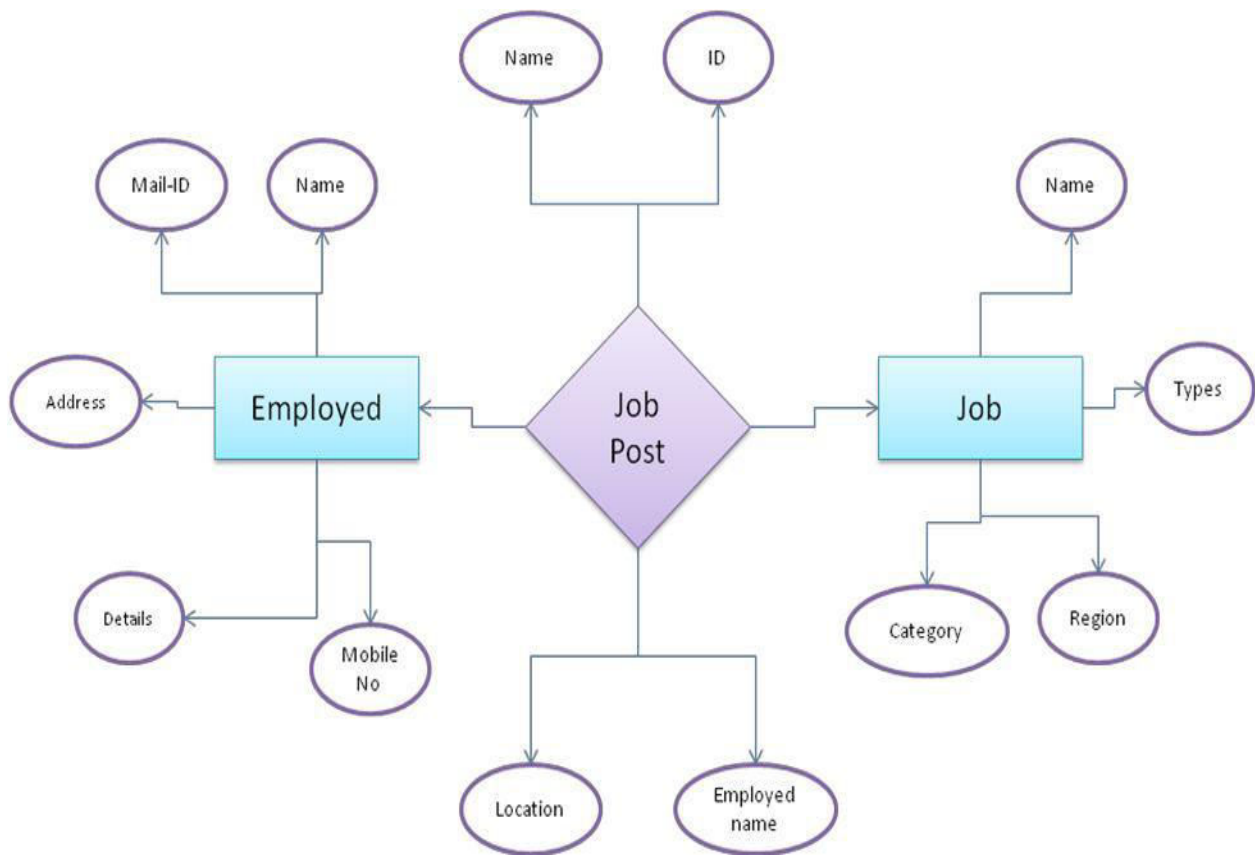 Name
ID
Mail-ID
Name
Name
Address
Employed
Job
Post
Job
Types
Details
Mobile
No
Category
Region
Location
Employed
name